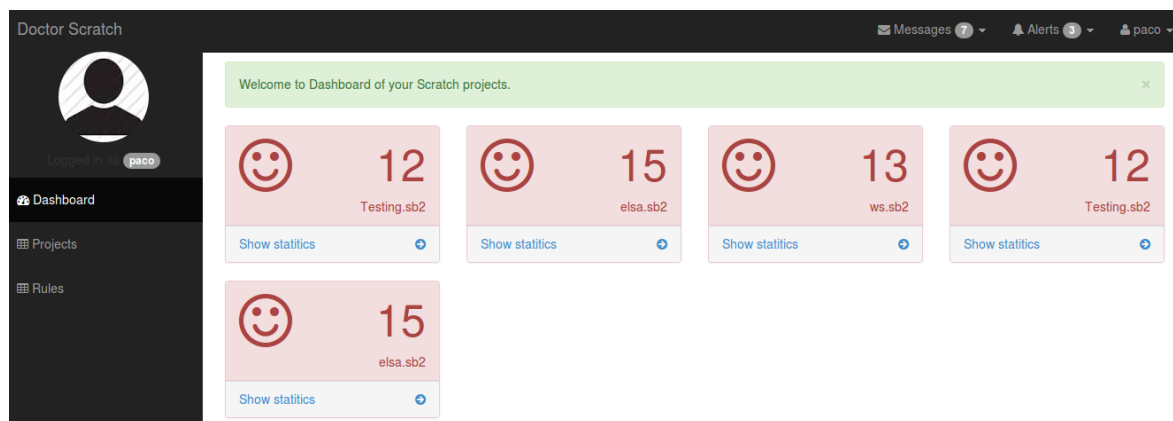 Doctor Scratch
Messages 7
Alerts 3
paco
Logged in as paco
Dashboard
Projects
Rules
Welcome to Dashboard of your Scratch projects. ×
12
Testing.sb2
Show statitics
15
elsa.sb2
Show statitics
13
ws.sb2
Show statitics
12
Testing.sb2
Show statitics
15
elsa.sb2
Show statitics